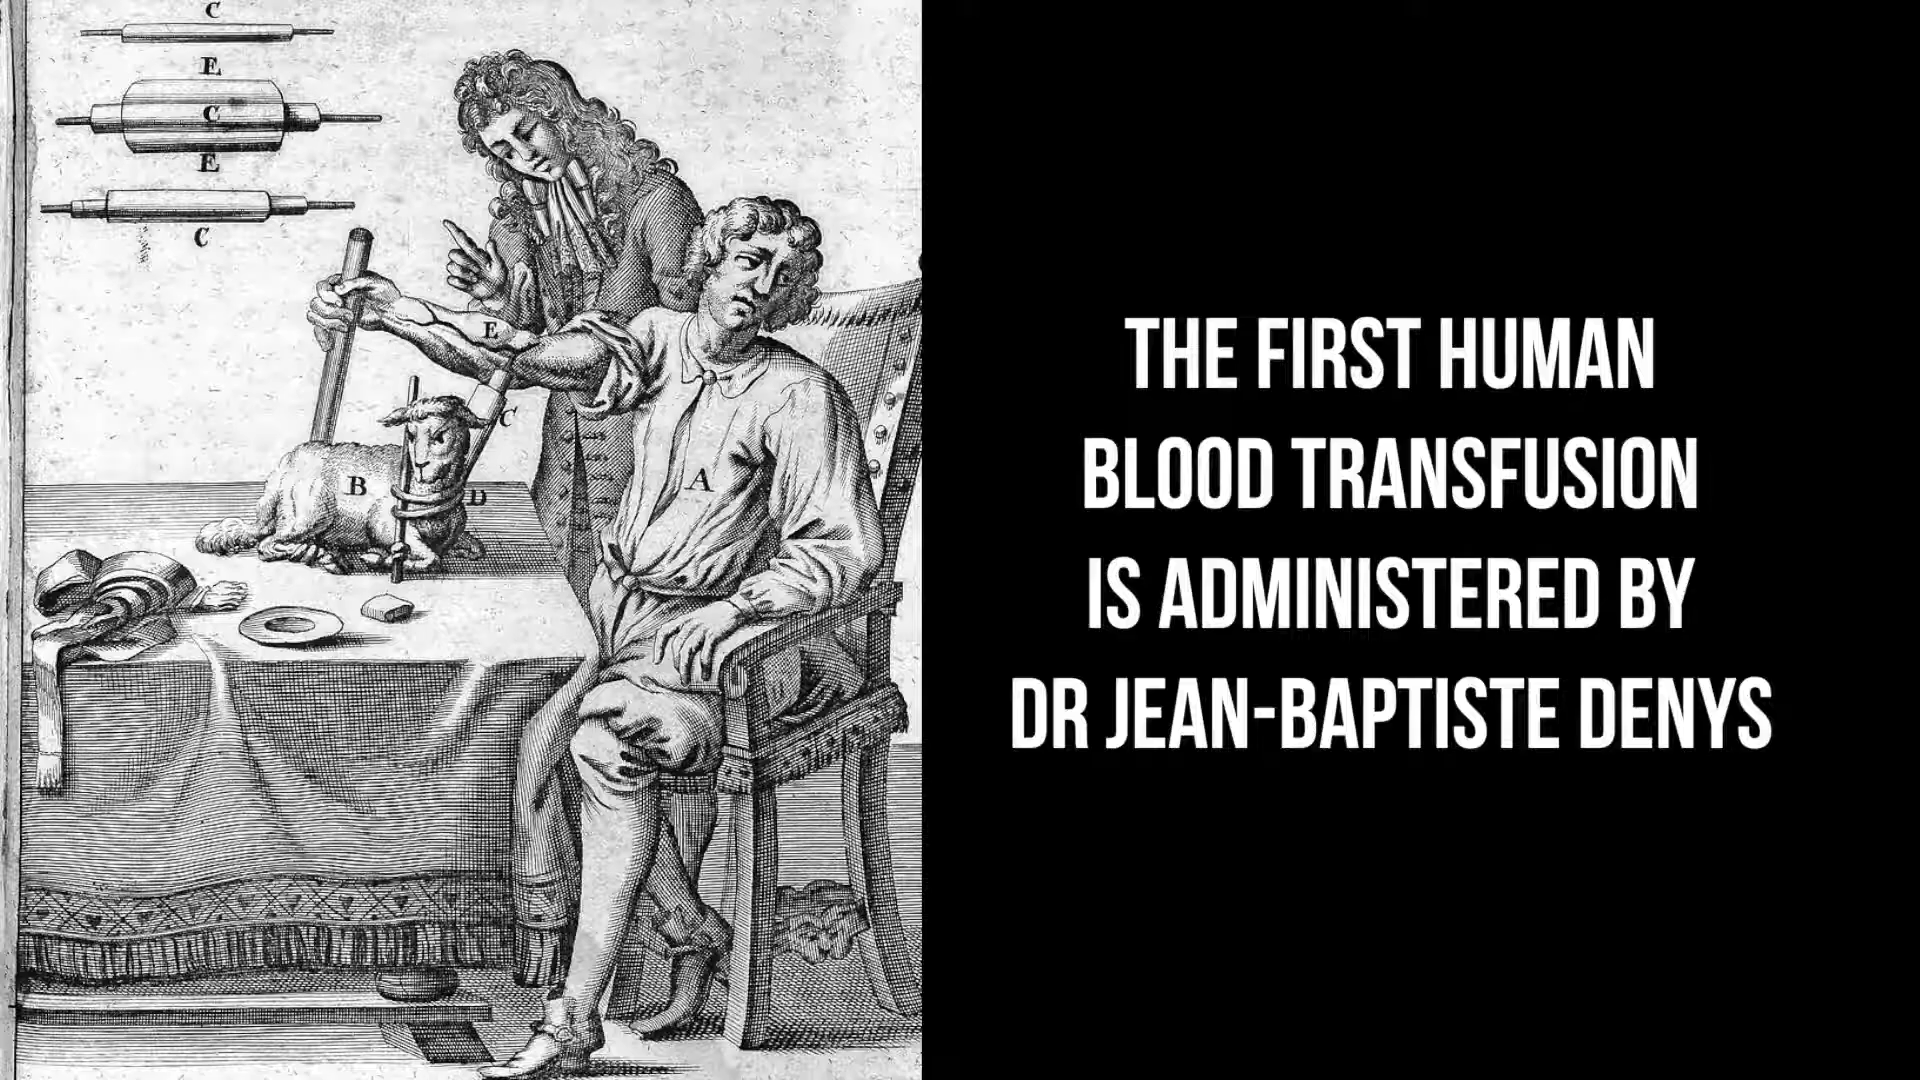 C
E
C
E
C
E
C
B
D
A
THE FIRST HUMAN
BLOOD TRANSFUSION
IS ADMINISTERED BY
DR JEAN-BAPTISTE DENYS